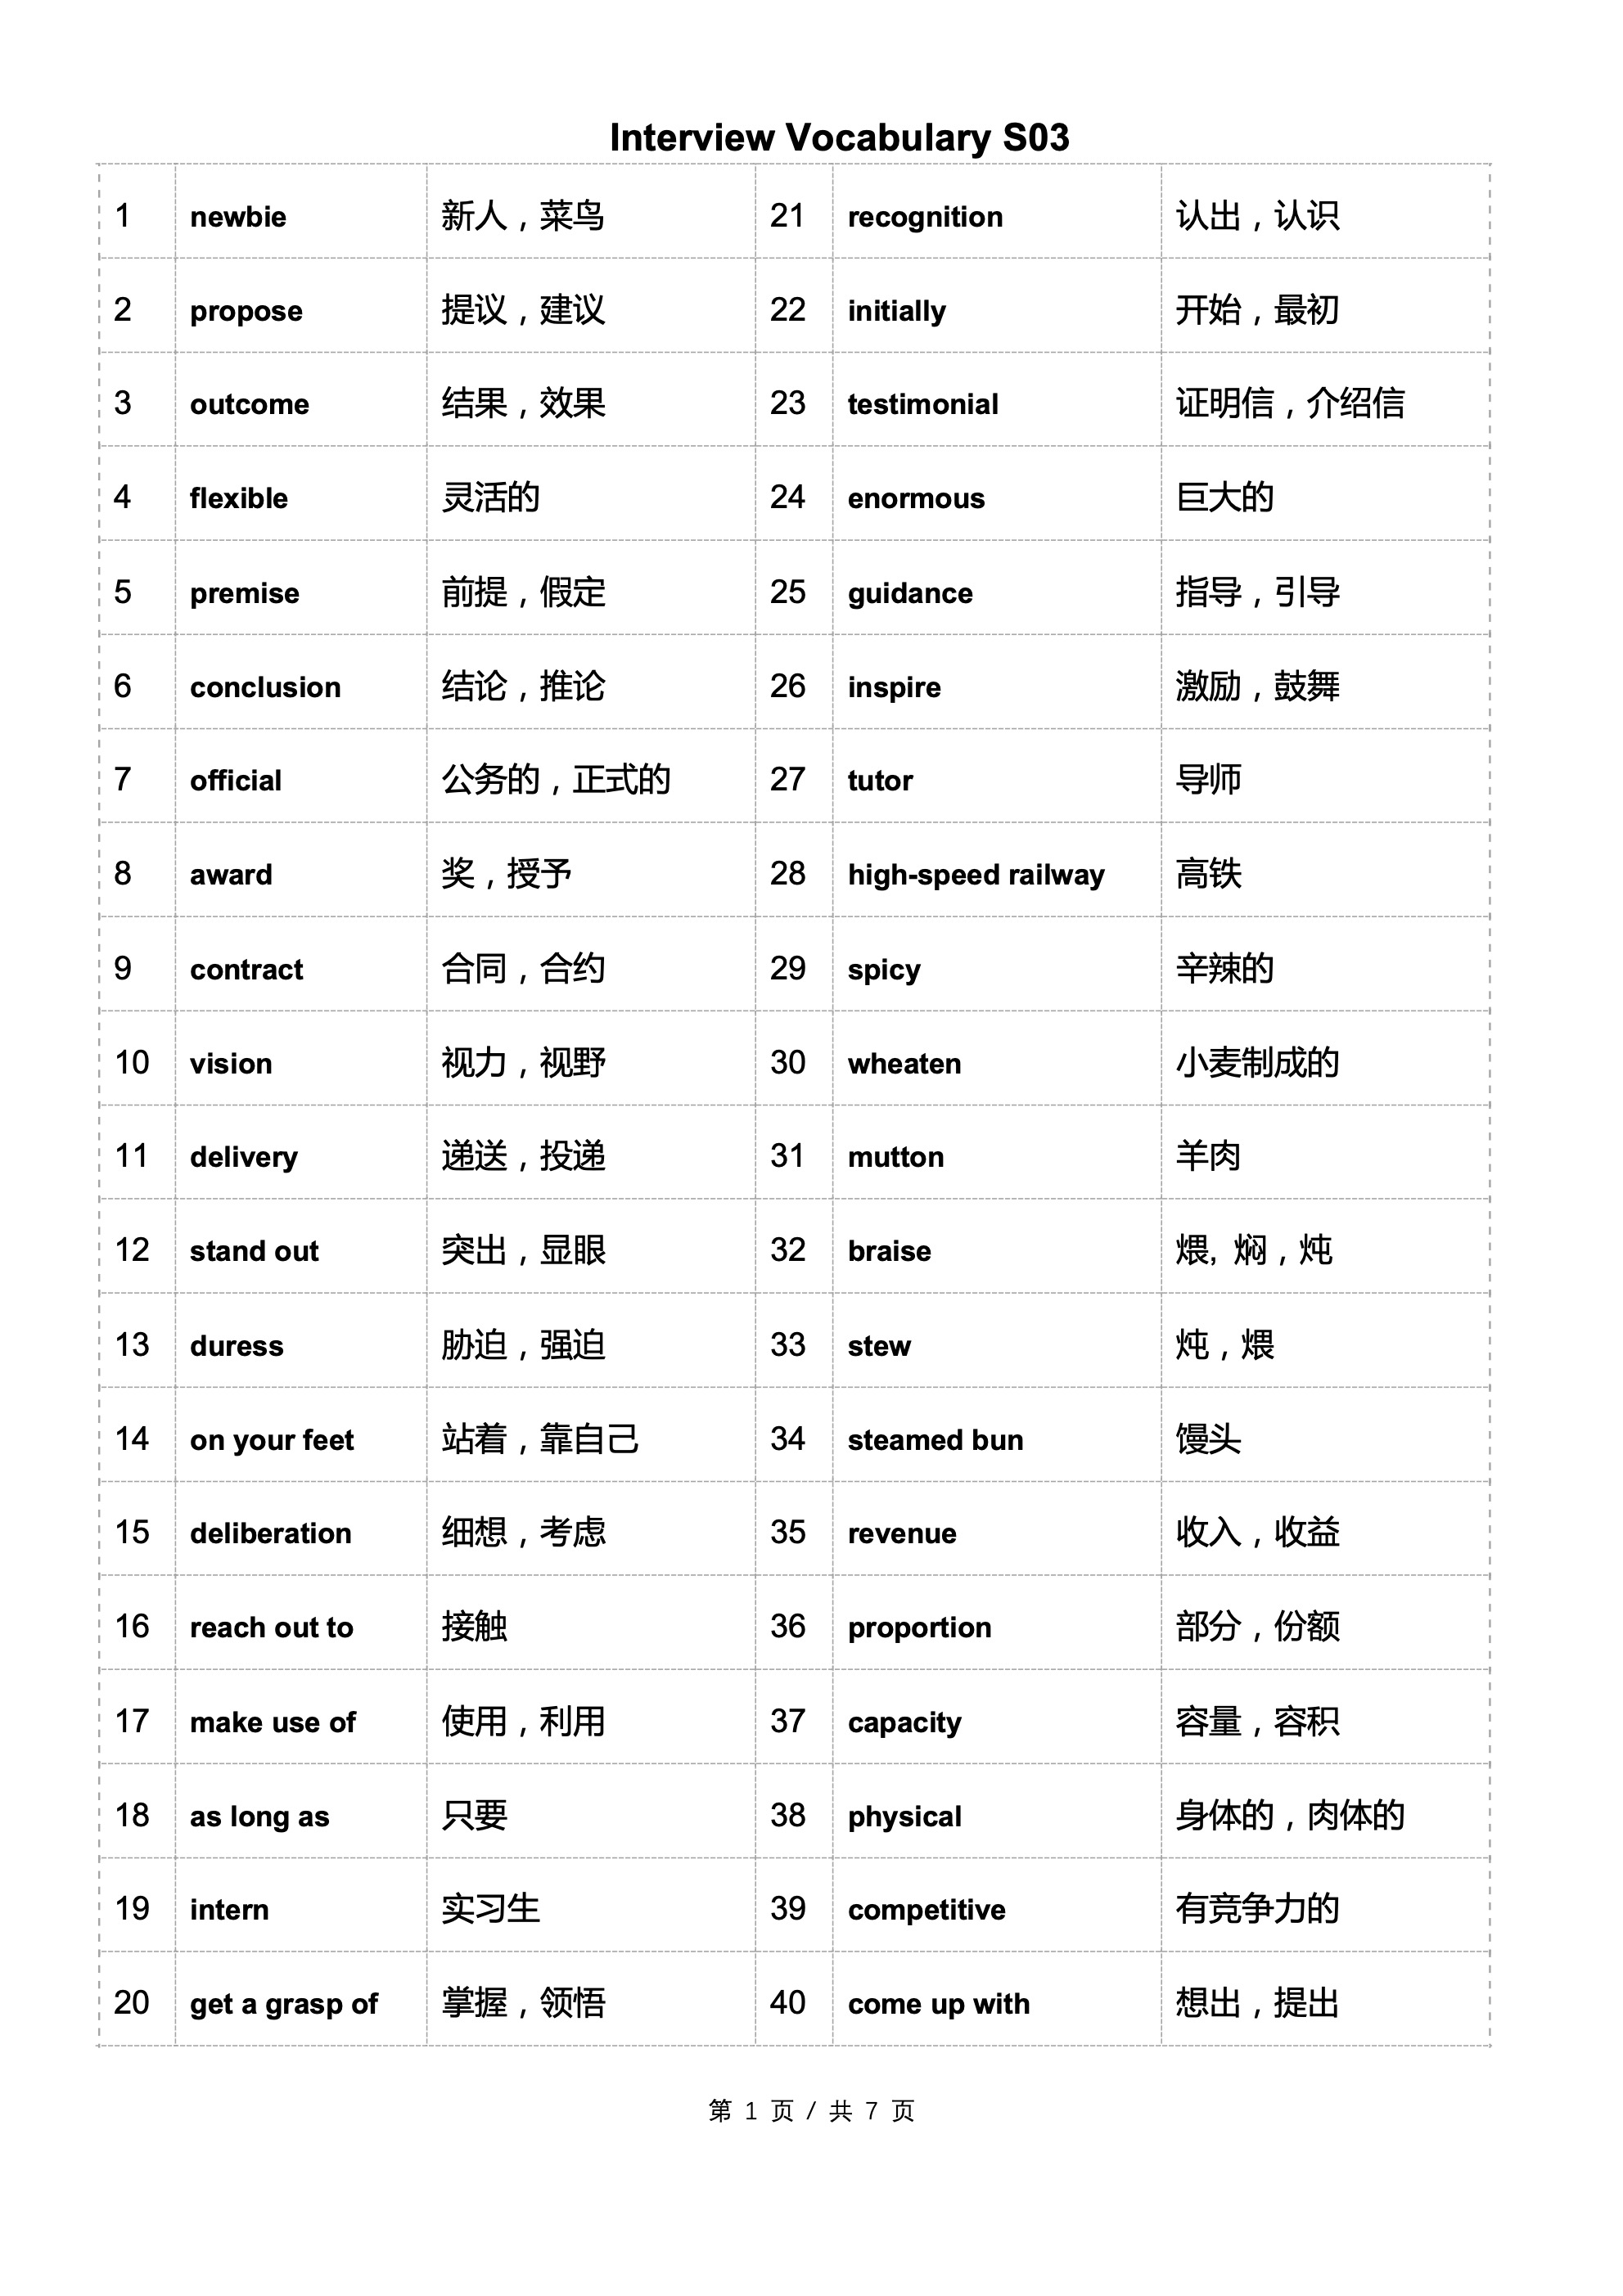 Interview Vocabulary S03
1 newbie 新人，菜鸟 21 recognition 认出，认识
2 propose 提议，建议 22 initially 开始，最初
3 outcome 结果，效果 23 testimonial 证明信，介绍信
4 flexible 灵活的 24 enormous 巨大的
5 premise 前提，假定 25 guidance 指导，引导
6 conclusion 结论，推论 26 inspire 激励，鼓舞
7 official 公务的，正式的 27 tutor 导师
8 award 奖，授予 28 high-speed railway 高铁
9 contract 合同，合约 29 spicy 辛辣的
10 vision 视力，视野 30 wheaten 小麦制成的
11 delivery 递送，投递 31 mutton 羊肉
12 stand out 突出，显眼 32 braise 煨, 焖，炖
13 duress 胁迫，强迫 33 stew 炖，煨
14 on your feet 站着，靠自己 34 steamed bun 馒头
15 deliberation 细想，考虑 35 revenue 收入，收益
16 reach out to 接触 36 proportion 部分，份额
17 make use of 使用，利用 37 capacity 容量，容积
18 as long as 只要 38 physical 身体的，肉体的
19 intern 实习生 39 competitive 有竞争力的
20 get a grasp of 掌握，领悟 40 come up with 想出，提出
第 1 页 / 共 7 页